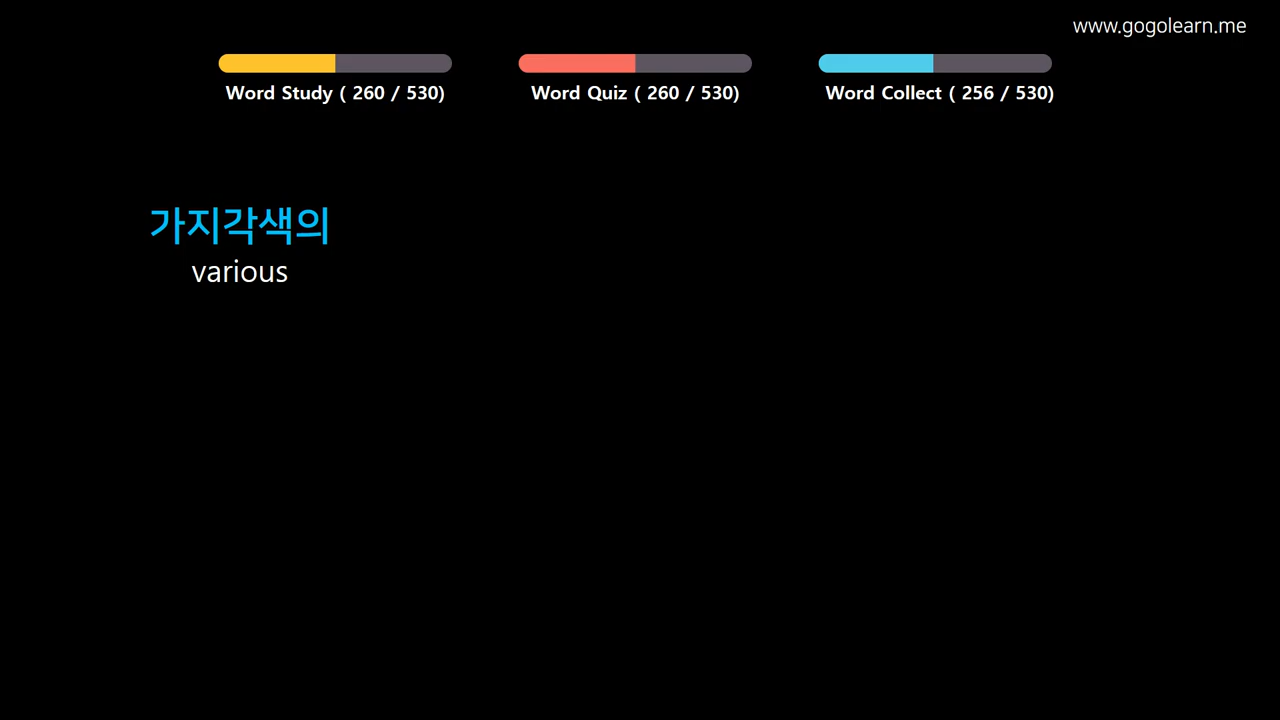 www.gogolearn.me
Word Study ( 260 / 530)
Word Quiz ( 260 / 530)
Word Collect ( 256 / 530)
가지각색의
various